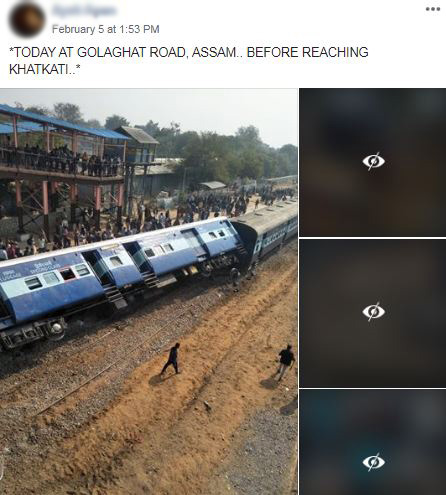 February 5 at 1:53 PM
*TODAY AT GOLAGHAT ROAD, ASSAM.. BEFORE REACHING
KHATKATI..*